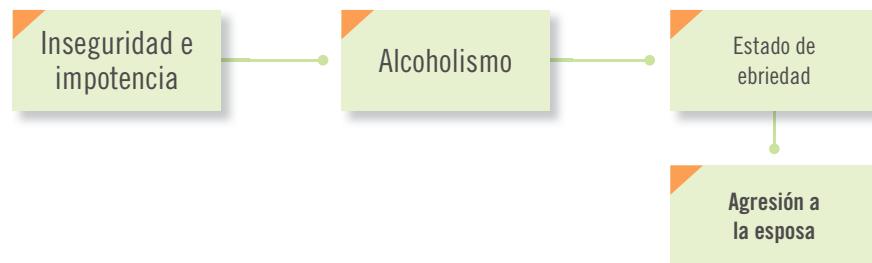 Inseguridad e
impotencia
Alcoholismo
Estado de
ebriedad
Agresión a
la esposa